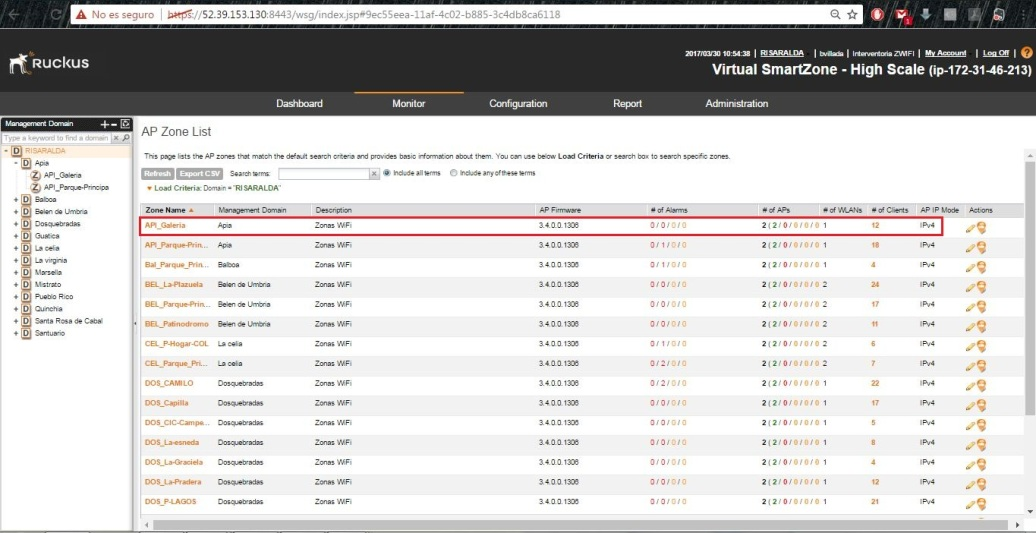 No es seguro | https://52.39.153.130:8443/wsg/index.jsp#9ec55eea-11af-4c02-b885-3c4db8ca6118
Ruckus
2017/03/30 10:54:38 | RISARALDA | bvillada | Interventoria ZWIFI | My Account | Log Off | ?
Virtual SmartZone - High Scale (ip-172-31-46-213)
Dashboard Monitor Configuration Report Administration
Management Domain
Type a keyword to find a domain
D RISARALDA
D Apia
Z API_Galeria
Z API_Parque-Principa
D Balboa
D Belen de Umbria
D Dosquebradas
D Guatica
D La celia
D La virginia
D Marsella
D Mistrato
D Pueblo Rico
D Quinchia
D Santa Rosa de Cabal
D Santuario
AP Zone List
This page lists the AP zones that match the default search criteria and provides basic information about them. You can use below Load Criteria or search box to search specific zones.
Refresh Export CSV Search terms: Include all terms Include any of these terms
Load Criteria: Domain = "RISARALDA"
Zone Name Management Domain Description AP Firmware # of Alarms # of APs # of WLANs # of Clients AP IP Mode Actions
API_Galeria Apia Zonas WiFi 3.4.0.0.1306 0 / 0 / 0 / 0 2 ( 2 / 0 / 0 / 0 / 0 1 12 IPv4
API_Parque-Prin... Apia Zonas WiFi 3.4.0.0.1306 0 / 1 / 0 / 0 2 ( 2 / 0 / 0 / 0 / 0 1 18 IPv4
Bal_Parque_Prin... Balboa Zonas WiFi 3.4.0.0.1306 0 / 1 / 0 / 0 2 ( 2 / 0 / 0 / 0 / 0 1 4 IPv4
BEL_La-Plazuela Belen de Umbria Zonas WiFi 3.4.0.0.1306 0 / 0 / 0 / 0 2 ( 2 / 0 / 0 / 0 / 0 2 24 IPv4
BEL_Parque-Prin... Belen de Umbria Zonas WiFi 3.4.0.0.1306 0 / 0 / 0 / 0 2 ( 2 / 0 / 0 / 0 / 0 2 17 IPv4
BEL_Patinodromo Belen de Umbria Zonas WiFi 3.4.0.0.1306 0 / 0 / 0 / 0 2 ( 2 / 0 / 0 / 0 / 0 2 11 IPv4
CEL_P-Hogar-COL La celia Zonas WiFi 3.4.0.0.1306 0 / 1 / 0 / 0 2 ( 2 / 0 / 0 / 0 / 0 2 6 IPv4
CEL_Parque_Pri... La celia Zonas WiFi 3.4.0.0.1306 0 / 2 / 0 / 0 2 ( 2 / 0 / 0 / 0 / 0 2 7 IPv4
DOS_CAMILO Dosquebradas Zonas WiFi 3.4.0.0.1306 0 / 2 / 0 / 0 2 ( 2 / 0 / 0 / 0 / 0 1 22 IPv4
DOS_Capilla Dosquebradas Zonas WiFi 3.4.0.0.1306 0 / 0 / 0 / 0 2 ( 2 / 0 / 0 / 0 / 0 1 17 IPv4
DOS_CIC-Campe... Dosquebradas Zonas WiFi 3.4.0.0.1306 0 / 0 / 0 / 0 2 ( 2 / 0 / 0 / 0 / 0 1 5 IPv4
DOS_La-esneda Dosquebradas Zonas WiFi 3.4.0.0.1306 0 / 0 / 0 / 0 2 ( 2 / 0 / 0 / 0 / 0 1 8 IPv4
DOS_La-Graciela Dosquebradas Zonas WiFi 3.4.0.0.1306 0 / 0 / 0 / 0 2 ( 2 / 0 / 0 / 0 / 0 1 4 IPv4
DOS_La-Pradera Dosquebradas Zonas WiFi 3.4.0.0.1306 0 / 0 / 0 / 0 2 ( 2 / 0 / 0 / 0 / 0 1 12 IPv4
DOS_P-LAGOS Dosquebradas Zonas WiFi 3.4.0.0.1306 0 / 0 / 0 / 0 2 ( 2 / 0 / 0 / 0 / 0 1 21 IPv4